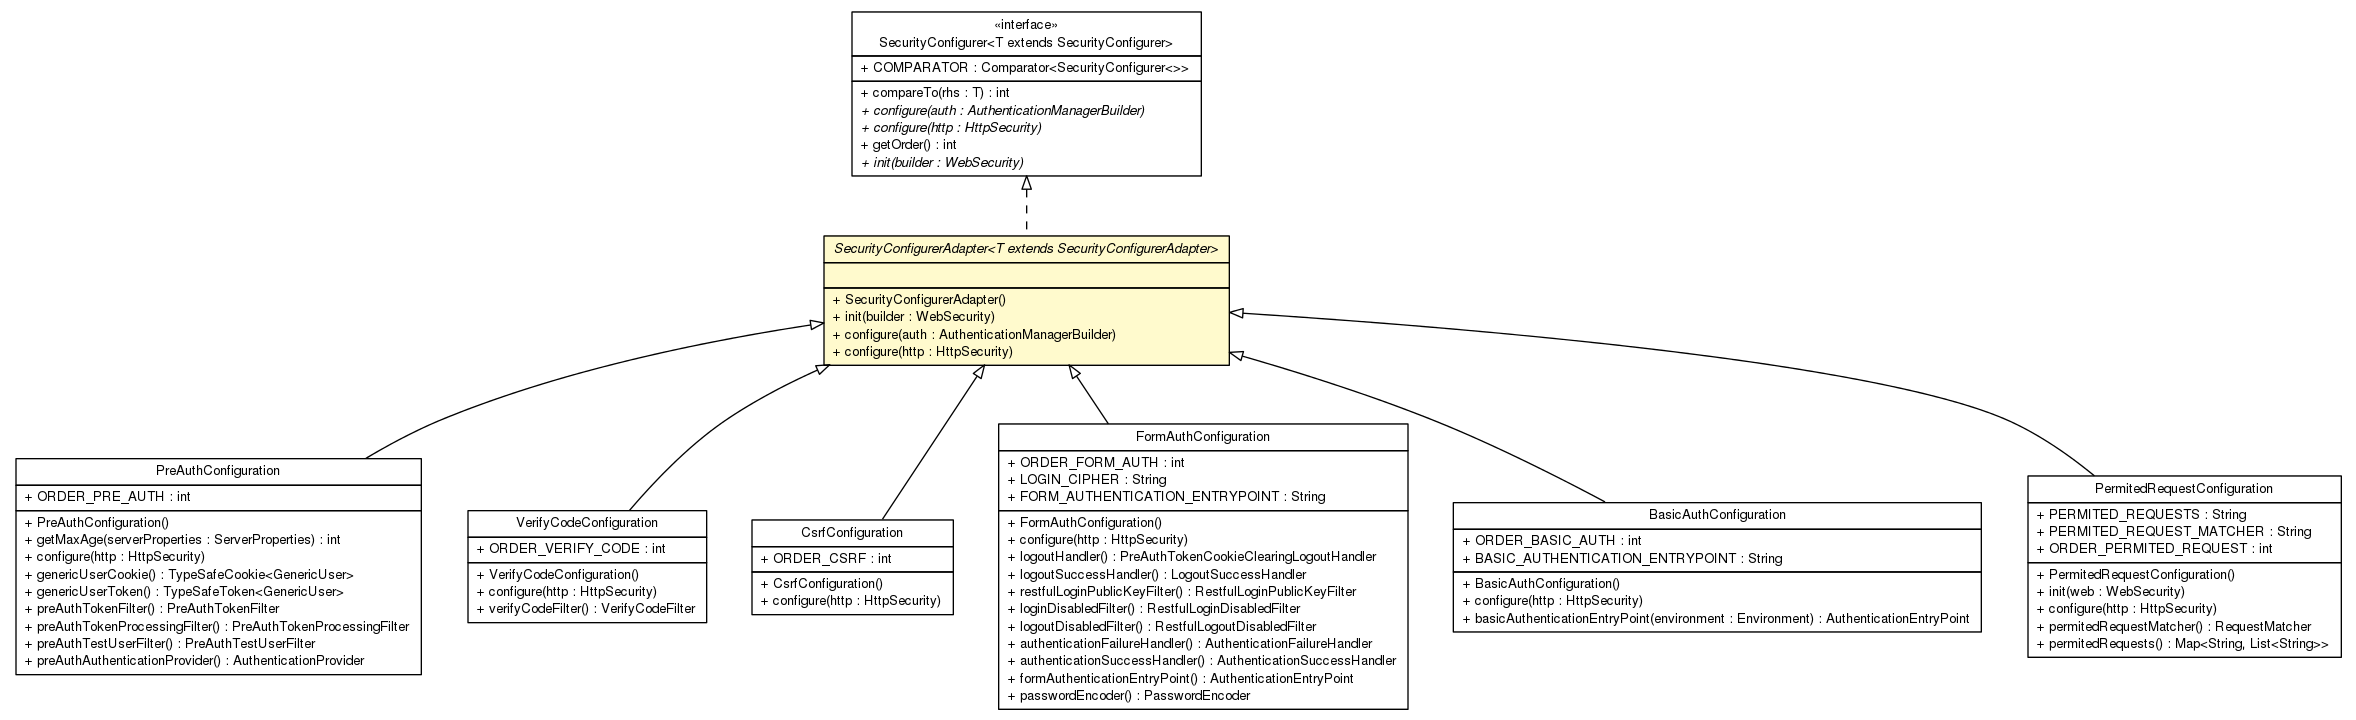 «interface»
SecurityConfigurer<T extends SecurityConfigurer>
+ COMPARATOR : Comparator<SecurityConfigurer<>>
+ compareTo(rhs : T) : int
+ configure(auth : AuthenticationManagerBuilder)
+ configure(http : HttpSecurity)
+ getOrder() : int
+ init(builder : WebSecurity)
SecurityConfigurerAdapter<T extends SecurityConfigurerAdapter>
+ SecurityConfigurerAdapter()
+ init(builder : WebSecurity)
+ configure(auth : AuthenticationManagerBuilder)
+ configure(http : HttpSecurity)
PreAuthConfiguration
+ ORDER_PRE_AUTH : int
+ PreAuthConfiguration()
+ getMaxAge(serverProperties : ServerProperties) : int
+ configure(http : HttpSecurity)
+ genericUserCookie() : TypeSafeCookie<GenericUser>
+ genericUserToken() : TypeSafeToken<GenericUser>
+ preAuthTokenFilter() : PreAuthTokenFilter
+ preAuthTokenProcessingFilter() : PreAuthTokenProcessingFilter
+ preAuthTestUserFilter() : PreAuthTestUserFilter
+ preAuthAuthenticationProvider() : AuthenticationProvider
VerifyCodeConfiguration
+ ORDER_VERIFY_CODE : int
+ VerifyCodeConfiguration()
+ configure(http : HttpSecurity)
+ verifyCodeFilter() : VerifyCodeFilter
CsrfConfiguration
+ ORDER_CSRF : int
+ CsrfConfiguration()
+ configure(http : HttpSecurity)
FormAuthConfiguration
+ ORDER_FORM_AUTH : int
+ LOGIN_CIPHER : String
+ FORM_AUTHENTICATION_ENTRYPOINT : String
+ FormAuthConfiguration()
+ configure(http : HttpSecurity)
+ logoutHandler() : PreAuthTokenCookieClearingLogoutHandler
+ logoutSuccessHandler() : LogoutSuccessHandler
+ restfulLoginPublicKeyFilter() : RestfulLoginPublicKeyFilter
+ loginDisabledFilter() : RestfulLoginDisabledFilter
+ logoutDisabledFilter() : RestfulLogoutDisabledFilter
+ authenticationFailureHandler() : AuthenticationFailureHandler
+ authenticationSuccessHandler() : AuthenticationSuccessHandler
+ formAuthenticationEntryPoint() : AuthenticationEntryPoint
+ passwordEncoder() : PasswordEncoder
BasicAuthConfiguration
+ ORDER_BASIC_AUTH : int
+ BASIC_AUTHENTICATION_ENTRYPOINT : String
+ BasicAuthConfiguration()
+ configure(http : HttpSecurity)
+ basicAuthenticationEntryPoint(environment : Environment) : AuthenticationEntryPoint
PermitedRequestConfiguration
+ PERMITED_REQUESTS : String
+ PERMITED_REQUEST_MATCHER : String
+ ORDER_PERMITED_REQUEST : int
+ PermitedRequestConfiguration()
+ init(web : WebSecurity)
+ configure(http : HttpSecurity)
+ permitedRequestMatcher() : RequestMatcher
+ permitedRequests() : Map<String, List<String>>